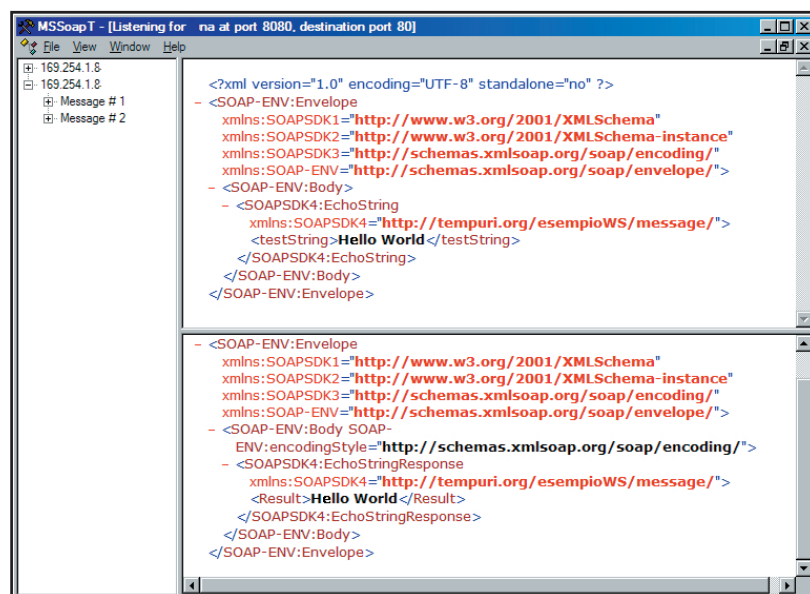 MSSoapT - [Listening for na at port 8080, destination port 80]
File View Window Help
169.254.1.8
169.254.1.8
Message # 1
Message # 2
<?xml version="1.0" encoding="UTF-8" standalone="no" ?>
- <SOAP-ENV:Envelope
xmlns:SOAPSDK1="http://www.w3.org/2001/XMLSchema"
xmlns:SOAPSDK2="http://www.w3.org/2001/XMLSchema-instance"
xmlns:SOAPSDK3="http://schemas.xmlsoap.org/soap/encoding/"
xmlns:SOAP-ENV="http://schemas.xmlsoap.org/soap/envelope/">
- <SOAP-ENV:Body>
- <SOAPSDK4:EchoString
xmlns:SOAPSDK4="http://tempuri.org/esempioWS/message/">
<testString>Hello World</testString>
</SOAPSDK4:EchoString>
</SOAP-ENV:Body>
</SOAP-ENV:Envelope>
- <SOAP-ENV:Envelope
xmlns:SOAPSDK1="http://www.w3.org/2001/XMLSchema"
xmlns:SOAPSDK2="http://www.w3.org/2001/XMLSchema-instance"
xmlns:SOAPSDK3="http://schemas.xmlsoap.org/soap/encoding/"
xmlns:SOAP-ENV="http://schemas.xmlsoap.org/soap/envelope/">
- <SOAP-ENV:Body SOAP-
ENV:encodingStyle="http://schemas.xmlsoap.org/soap/encoding/">
- <SOAPSDK4:EchoStringResponse
xmlns:SOAPSDK4="http://tempuri.org/esempioWS/message/">
<Result>Hello World</Result>
</SOAPSDK4:EchoStringResponse>
</SOAP-ENV:Body>
</SOAP-ENV:Envelope>